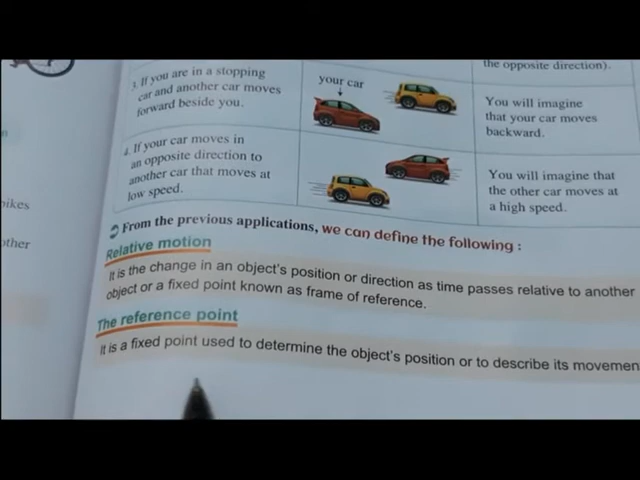 the opposite direction).
3. If you are in a stopping
car and another car moves
forward beside you.
your car
You will imagine
that your car moves
backward.
4. If your car moves in
an opposite direction to
another car that moves at
low speed.
You will imagine that
the other car moves at
a high speed.
bikes
other
From the previous applications, we can define the following :
Relative motion
It is the change in an object's position or direction as time passes relative to another
object or a fixed point known as frame of reference.
The reference point
It is a fixed point used to determine the object's position or to describe its movemen